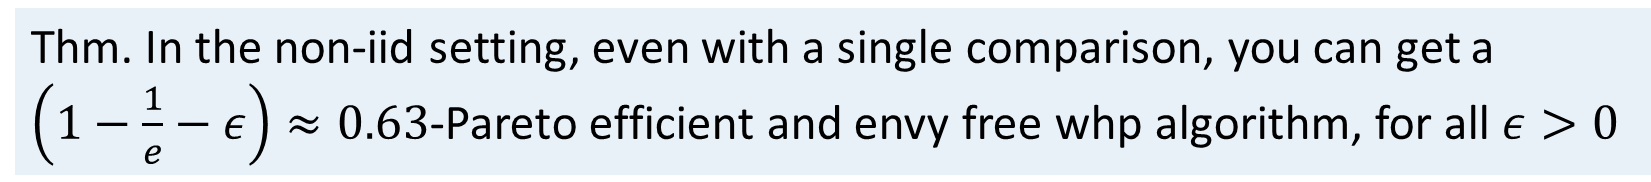 Thm. In the non-iid setting, even with a single comparison, you can get a
(1 − 1/e − ϵ) ≈ 0.63-Pareto efficient and envy free whp algorithm, for all ϵ > 0